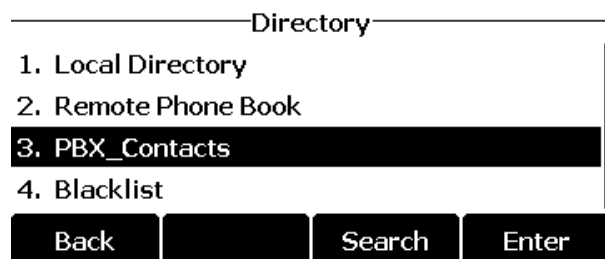 Directory
1. Local Directory
2. Remote Phone Book
3. PBX_Contacts
4. Blacklist
Back Search Enter